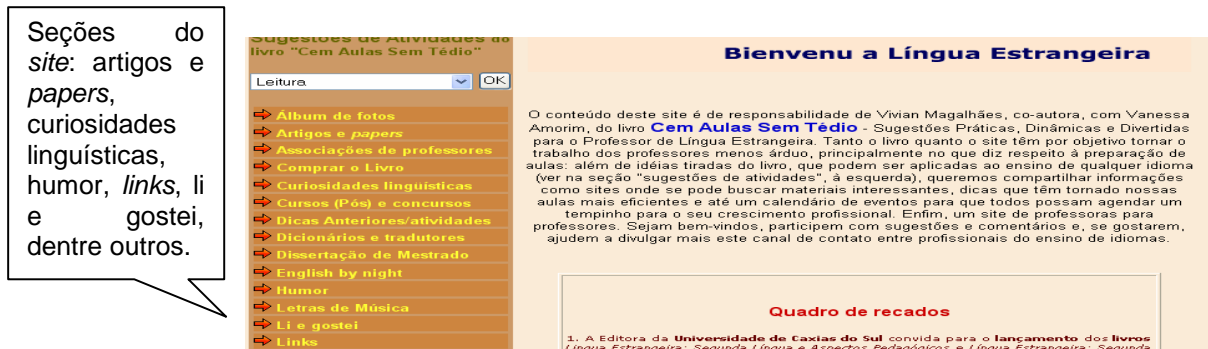 Seções do
site: artigos e
papers,
curiosidades
linguísticas,
humor, links, li
e gostei,
dentre outros.
Sugestões de Atividades do
livro "Cem Aulas Sem Tédio"
Leitura OK
Álbum de fotos
Artigos e papers
Associações de professores
Comprar o Livro
Curiosidades linguísticas
Cursos (Pós) e concursos
Dicas Anteriores/atividades
Dicionários e tradutores
Dissertação de Mestrado
English by night
Humor
Letras de Música
Li e gostei
Links
Bienvenu a Língua Estrangeira
O conteúdo deste site é de responsabilidade de Vivian Magalhães, co-autora, com Vanessa
Amorim, do livro Cem Aulas Sem Tédio - Sugestões Práticas, Dinâmicas e Divertidas
para o Professor de Língua Estrangeira. Tanto o livro quanto o site têm por objetivo tornar o
trabalho dos professores menos árduo, principalmente no que diz respeito à preparação de
aulas: além de idéias tiradas do livro, que podem ser aplicadas ao ensino de qualquer idioma
(ver na seção "sugestões de atividades", à esquerda), queremos compartilhar informações
como sites onde se pode buscar materiais interessantes, dicas que têm tornado nossas
aulas mais eficientes e até um calendário de eventos para que todos possam agendar um
tempinho para o seu crescimento profissional. Enfim, um site de professoras para
professores. Sejam bem-vindos, participem com sugestões e comentários e, se gostarem,
ajudem a divulgar mais este canal de contato entre profissionais do ensino de idiomas.
Quadro de recados
1. A Editora da Universidade de Caxias do Sul convida para o lançamento dos livros
Língua Estrangeira: Segunda Língua e Aspectos Pedagógicos e Língua Estrangeira: Segunda